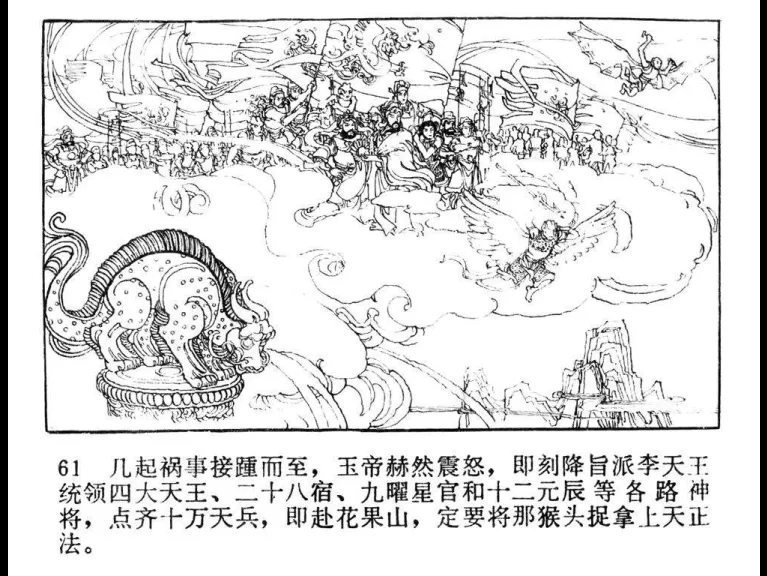 61 几起祸事接踵而至，玉帝赫然震怒，即刻降旨派李天王
统领四大天王、二十八宿、九曜星官和十二元辰等各路神
将，点齐十万天兵，即赴花果山，定要将那猴头捉拿上天正
法。